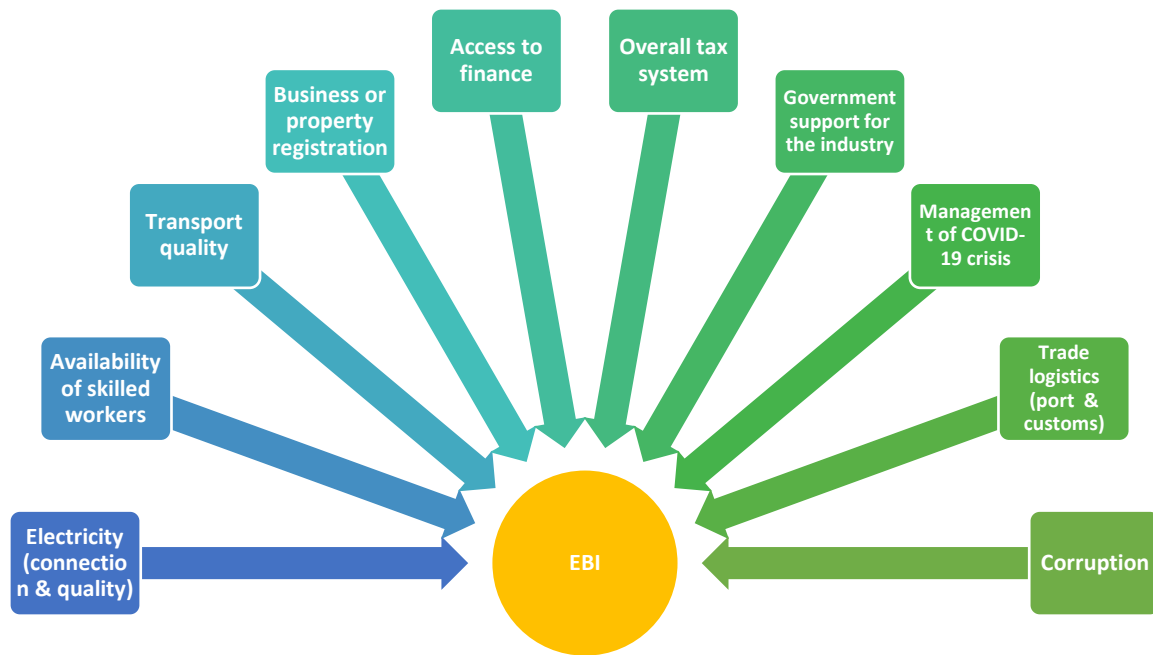 Electricity
(connectio
n & quality)
Availability
of skilled
workers
Transport
quality
Business or
property
registration
Access to
finance
Overall tax
system
Government
support for
the industry
Managemen
t of COVID-
19 crisis
Trade
logistics
(port & 
customs)
Corruption
EBI